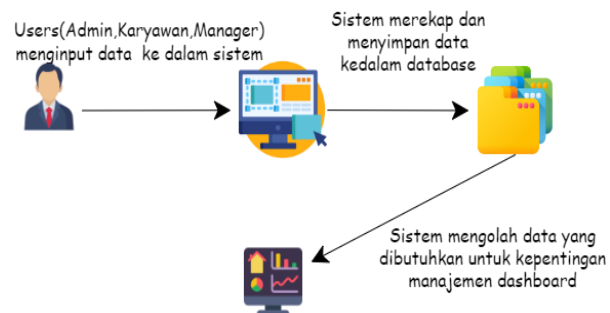 Users(Admin,Karyawan,Manager)
menginput data ke dalam sistem
Sistem merekap dan
menyimpan data
kedalam database
Sistem mengolah data yang
dibutuhkan untuk kepentingan
manajemen dashboard